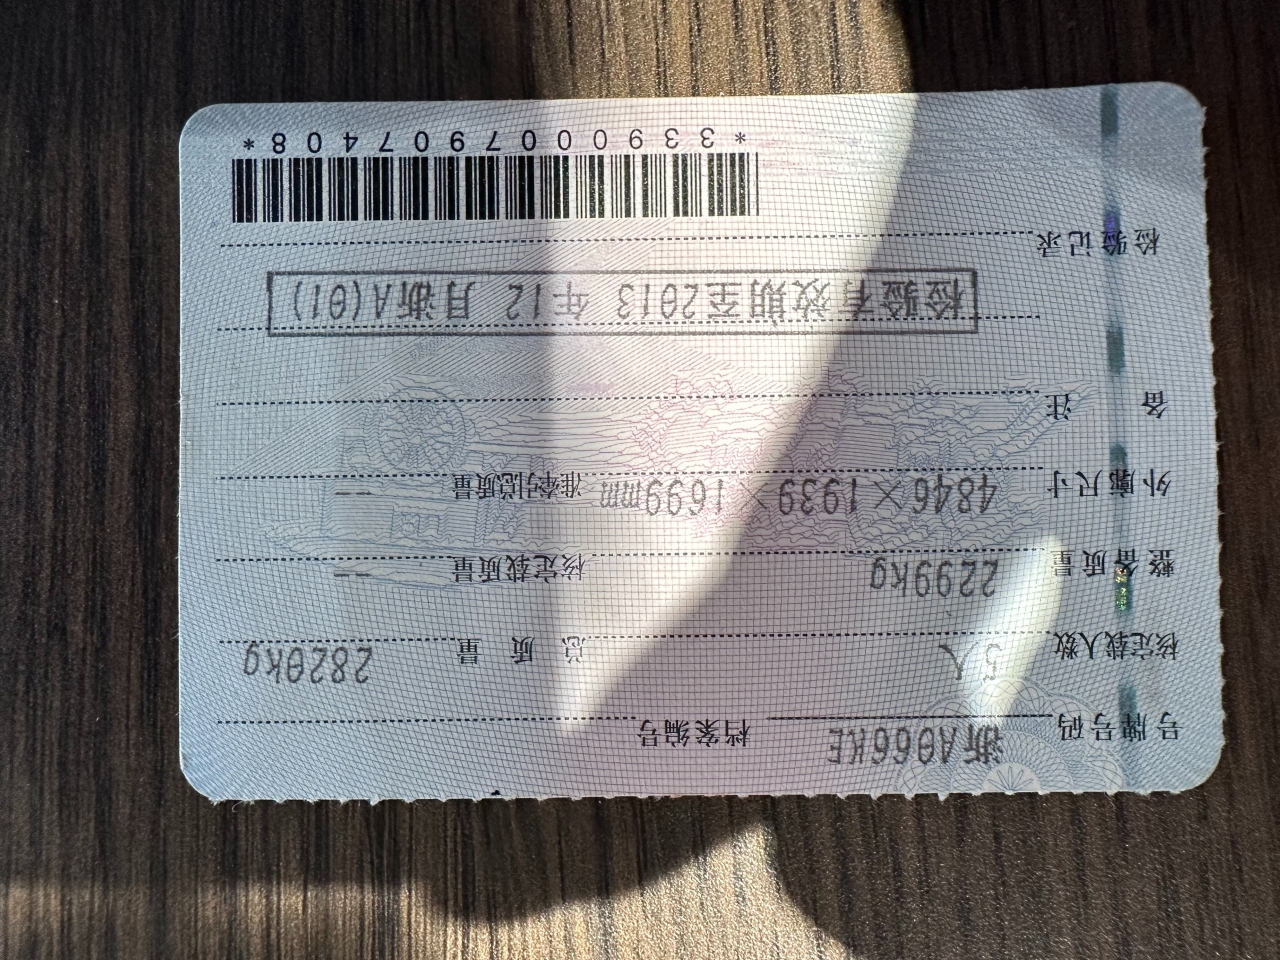 号牌号码 浙A066KE 档案编号
核定载人数 5人 总质量 2820kg
整备质量 2299kg 核定载质量 --
外廓尺寸 4846×1939×1699mm 准牵引总质量 --
备注
检验有效期至2013年12月浙A(01)
检验记录
*3390007907408*